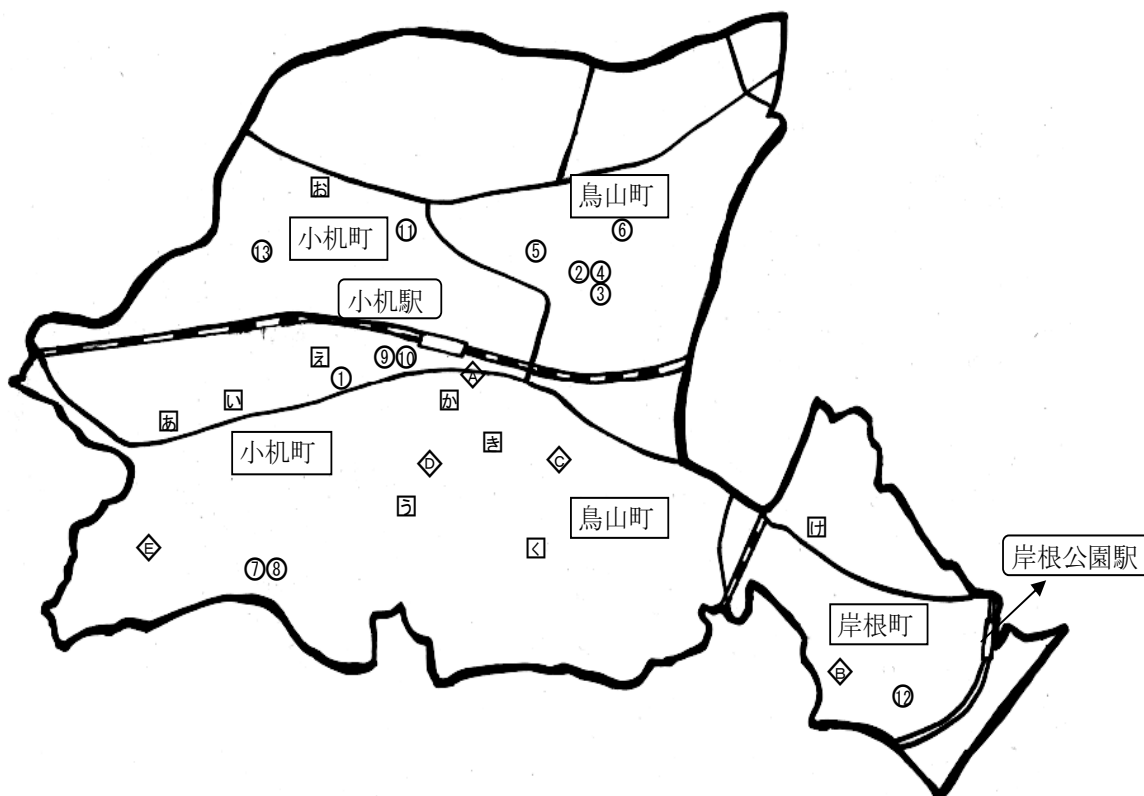 お
鳥山町
⑥
⑪
小机町
⑬
⑤
②④
③
小机駅
え
⑨⑩
①
A
い
か
あ
き
小机町
D
C
う
鳥山町
く
け
E
⑦⑧
岸根公園駅
岸根町
B
⑫